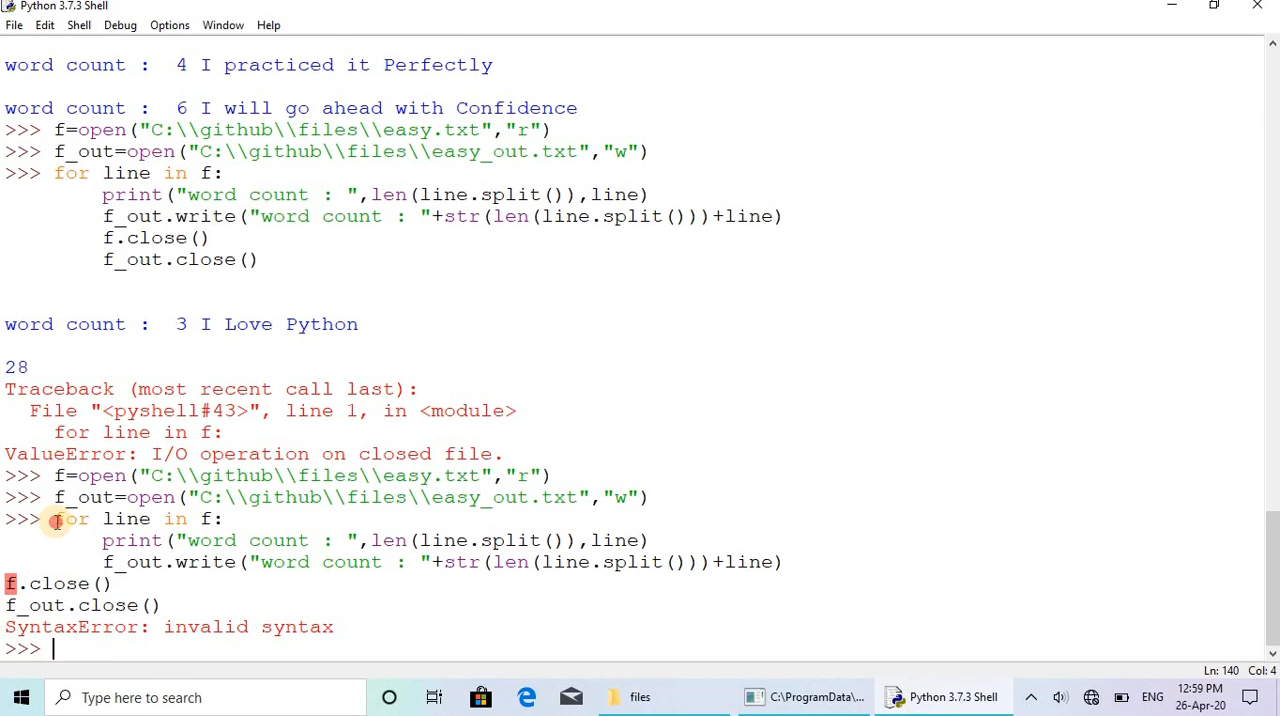 Python 3.7.3 Shell
File Edit Shell Debug Options Window Help
word count :  4 I practiced it Perfectly
word count :  6 I will go ahead with Confidence
>>> f=open("C:\\github\\files\\easy.txt","r")
>>> f_out=open("C:\\github\\files\\easy_out.txt","w")
>>> for line in f:
        print("word count : ",len(line.split()),line)
        f_out.write("word count : "+str(len(line.split()))+line)
        f.close()
        f_out.close()
word count :  3 I Love Python
28
Traceback (most recent call last):
  File "<pyshell#43>", line 1, in <module>
    for line in f:
ValueError: I/O operation on closed file.
>>> f=open("C:\\github\\files\\easy.txt","r")
>>> f_out=open("C:\\github\\files\\easy_out.txt","w")
>>> for line in f:
        print("word count : ",len(line.split()),line)
        f_out.write("word count : "+str(len(line.split()))+line)
f.close()
f_out.close()
SyntaxError: invalid syntax
>>>
Ln: 140 Col: 4
Type here to search
files
C:\ProgramData\...
Python 3.7.3 Shell
ENG
12:59 PM
26-Apr-20